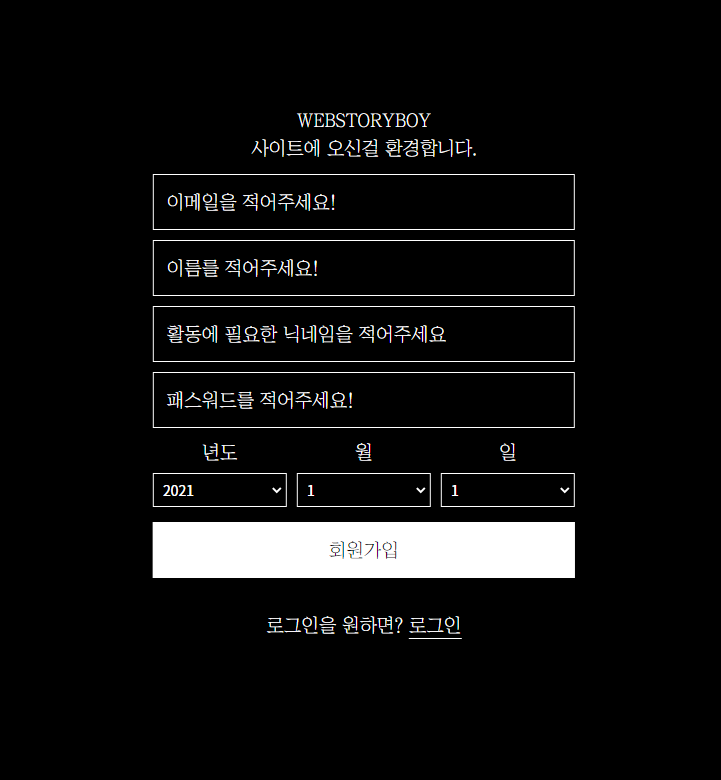 WEBSTORYBOY
사이트에 오신걸 환경합니다.
이메일을 적어주세요!
이름를 적어주세요!
활동에 필요한 닉네임을 적어주세요
패스워드를 적어주세요!
년도 월 일
2021 1 1
회원가입
로그인을 원하면? 로그인